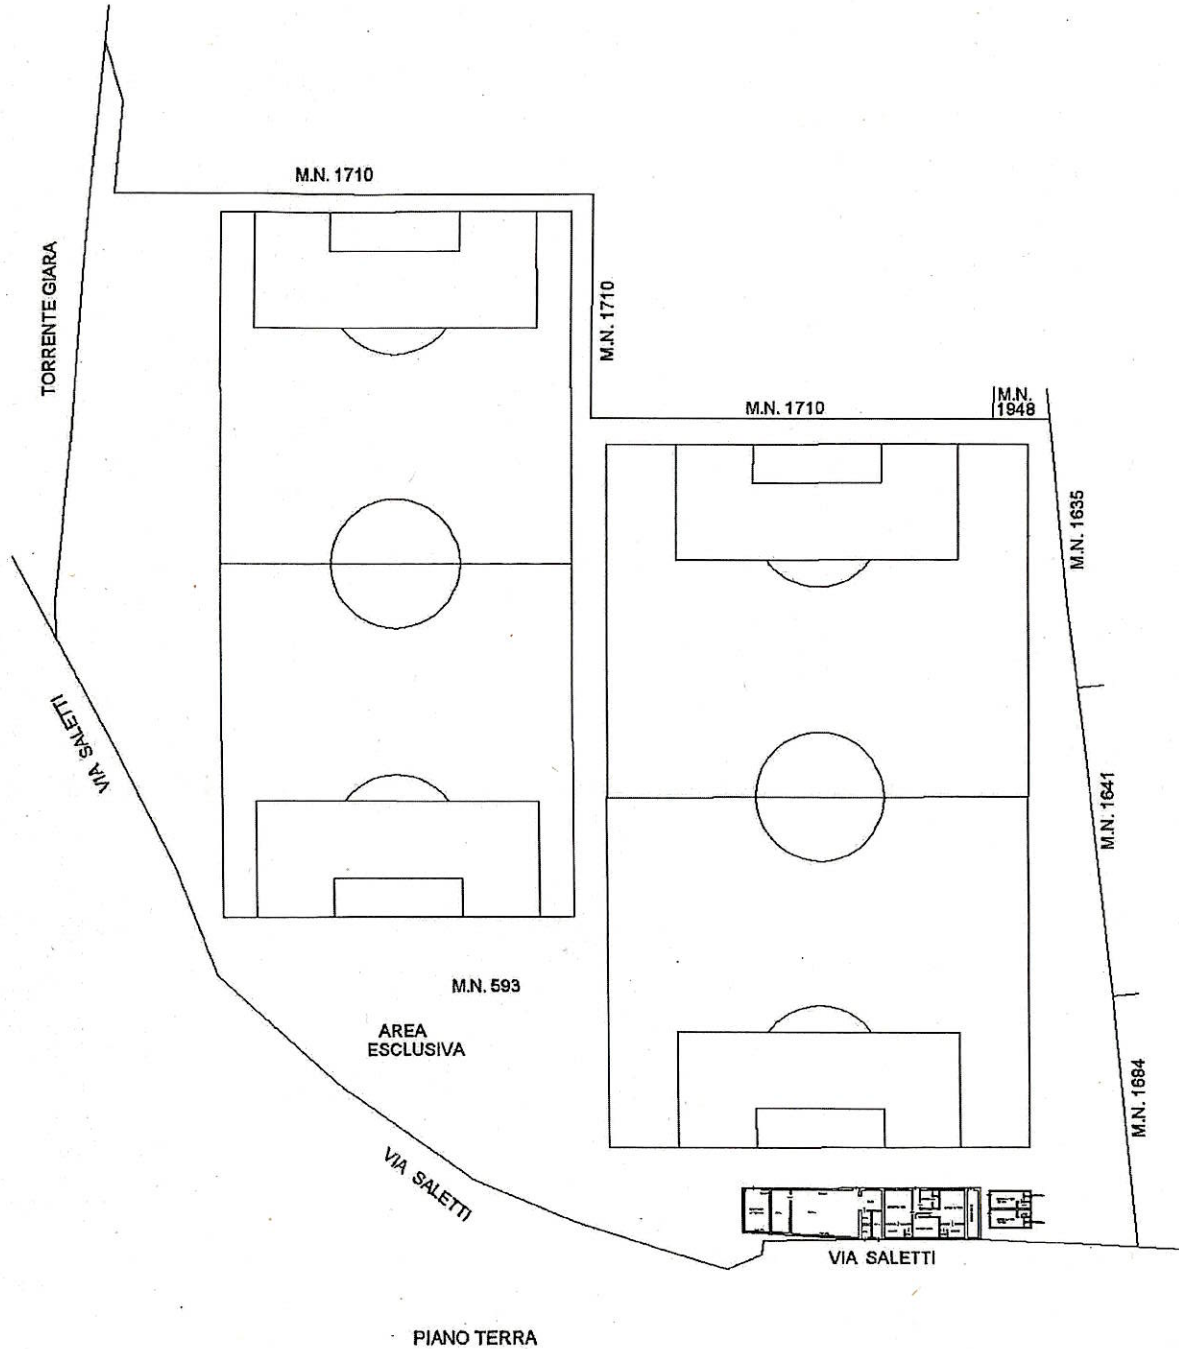 M.N. 1710
TORRENTE GIARA
M.N. 1710
M.N. 1710
M.N.
1948
M.N. 1635
VIA SALETTI
M.N. 1641
M.N. 593
AREA
ESCLUSIVA
M.N. 1684
VIA SALETTI
VIA SALETTI
PIANO TERRA